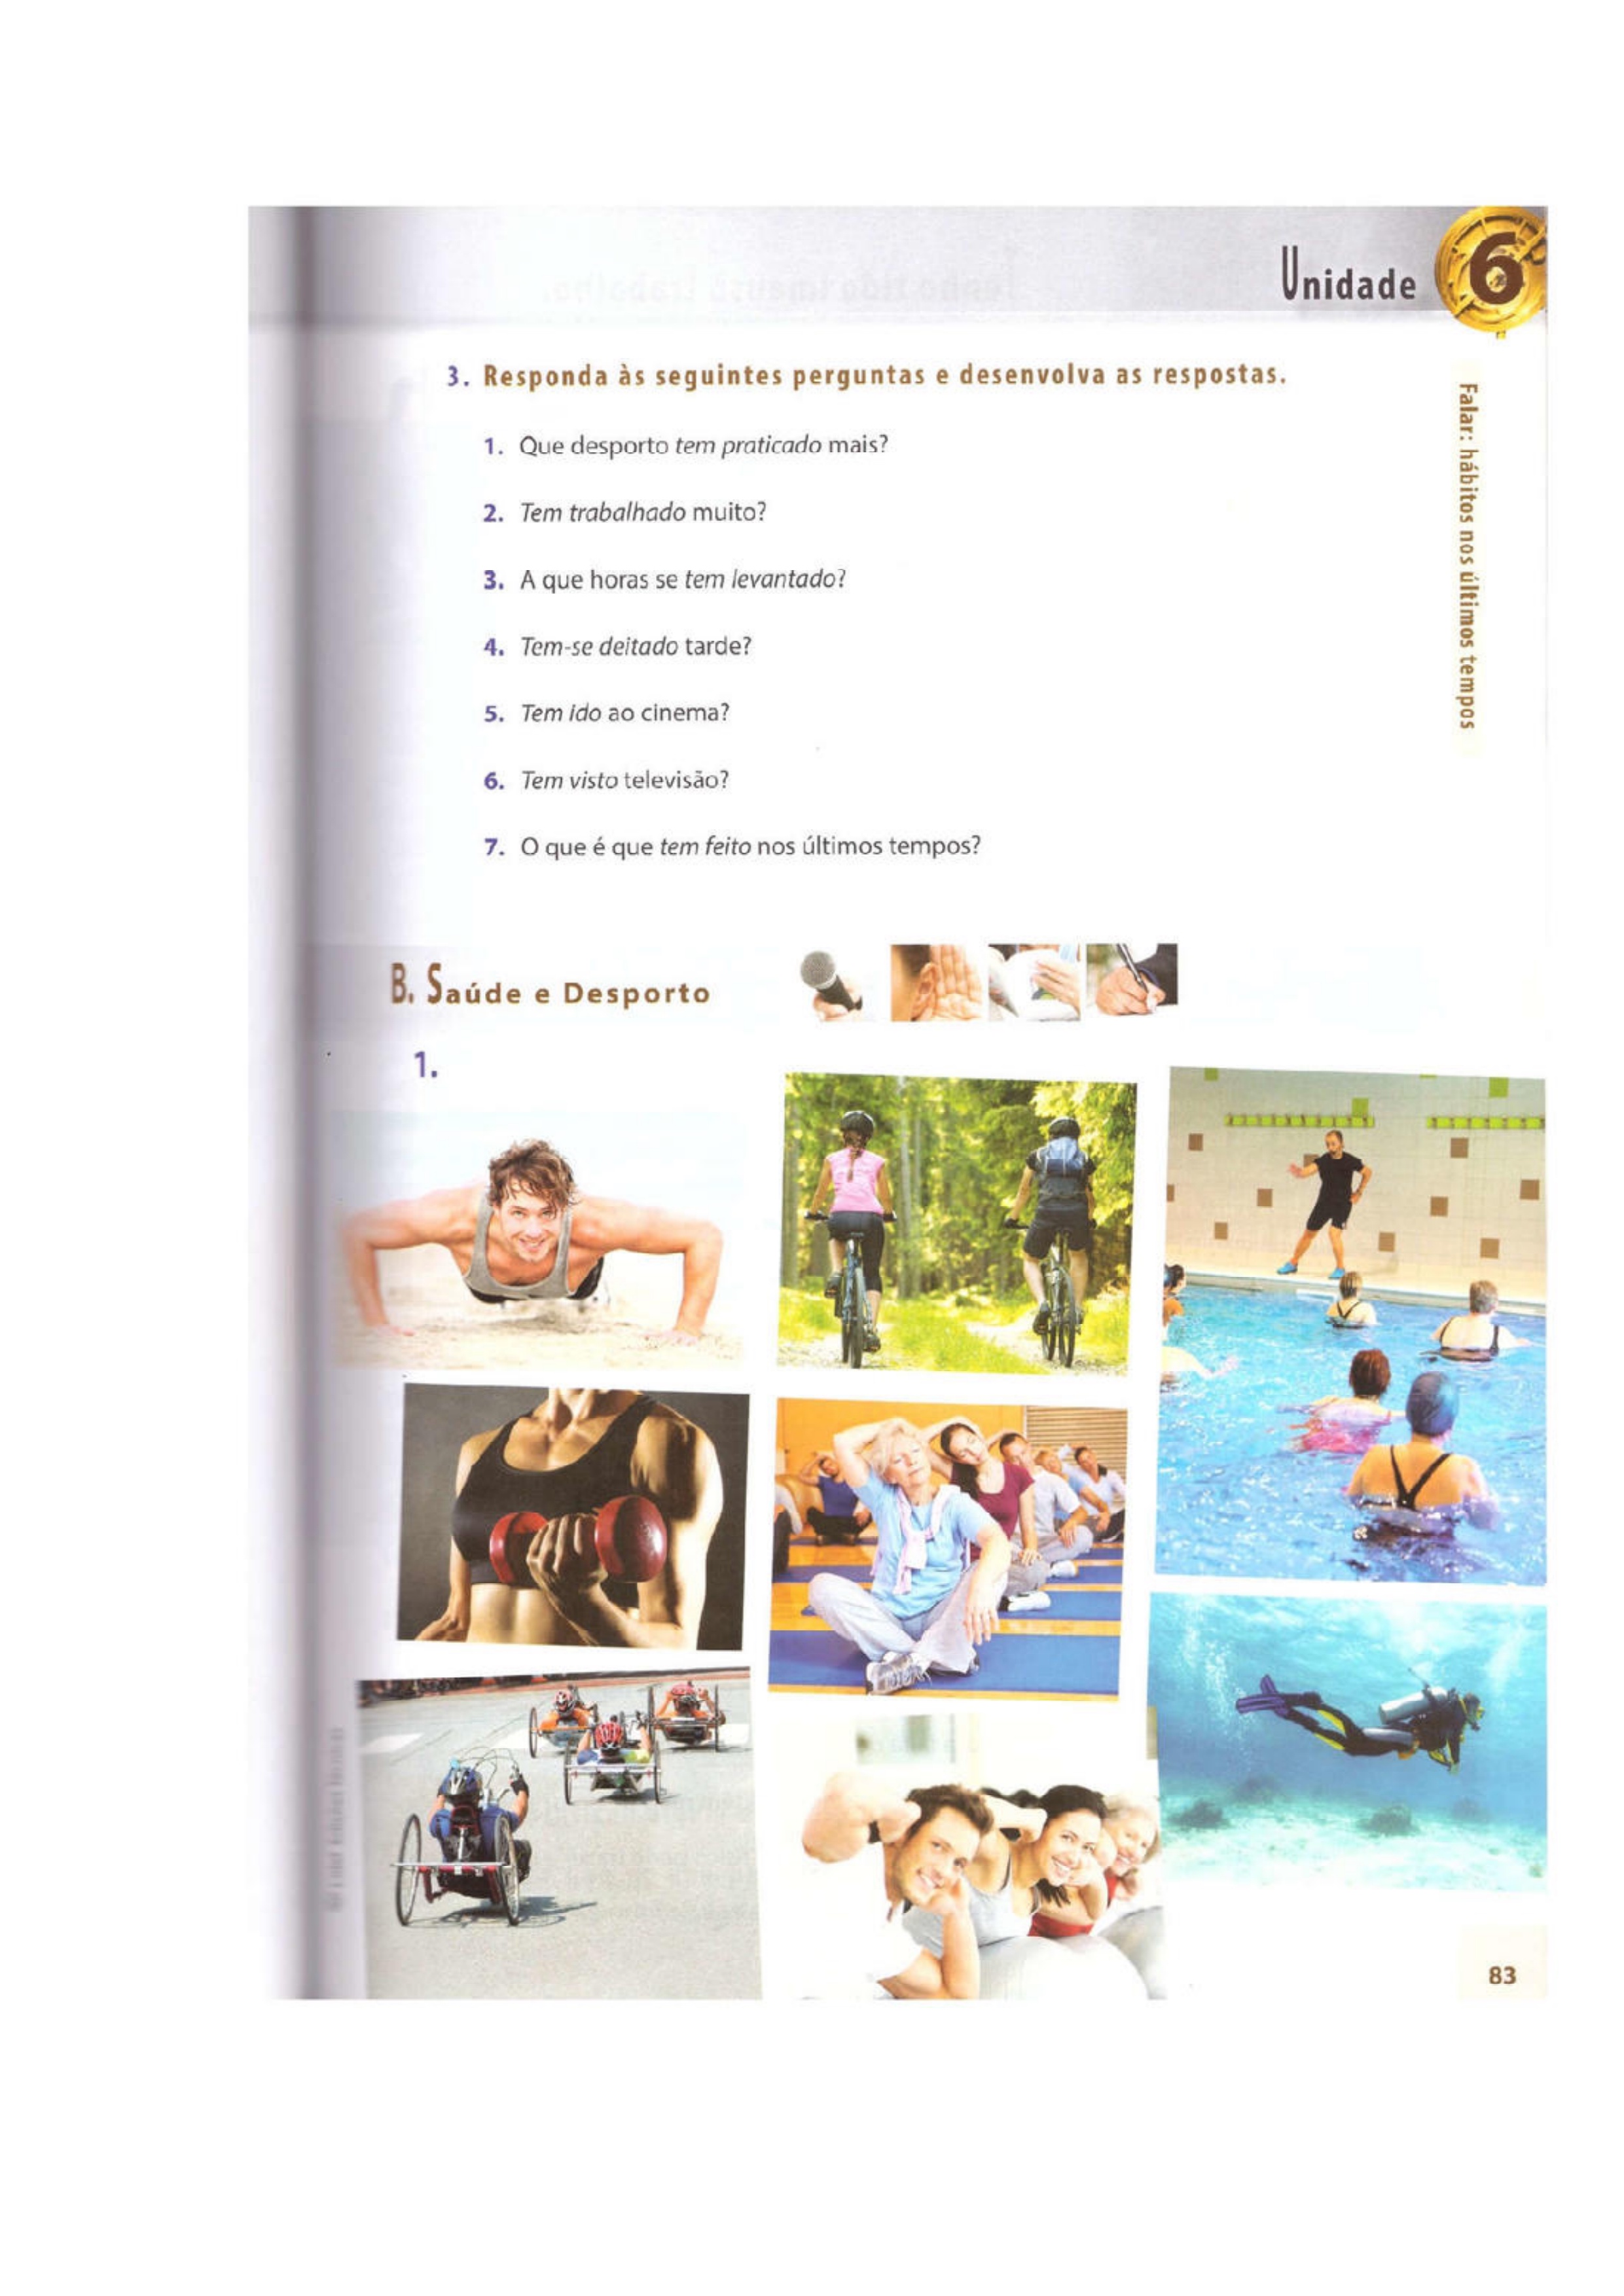 Unidade 6
3. Responda às seguintes perguntas e desenvolva as respostas.
1. Que desporto tem praticado mais?
2. Tem trabalhado muito?
3. A que horas se tem levantado?
4. Tem-se deitado tarde?
5. Tem ido ao cinema?
6. Tem visto televisão?
7. O que é que tem feito nos últimos tempos?
Falar: hábitos nos últimos tempos
B. Saúde e Desporto
1.
83